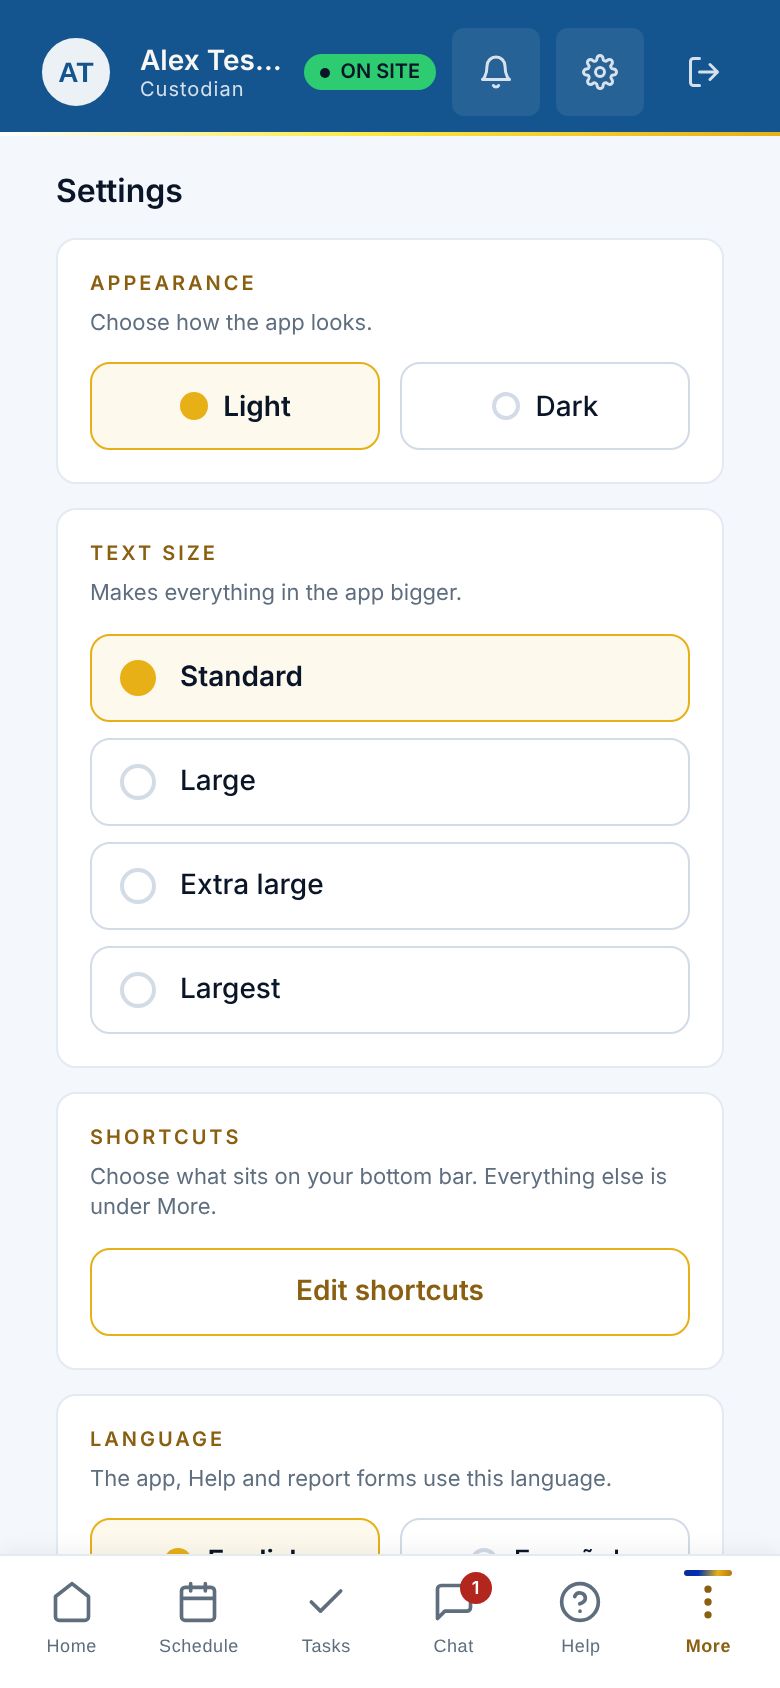 AT
Alex Tes...
Custodian
ON SITE
Settings
APPEARANCE
Choose how the app looks.
Light
Dark
TEXT SIZE
Makes everything in the app bigger.
Standard
Large
Extra large
Largest
SHORTCUTS
Choose what sits on your bottom bar. Everything else is
under More.
Edit shortcuts
LANGUAGE
The app, Help and report forms use this language.
English
Español
1
Home
Schedule
Tasks
Chat
Help
More